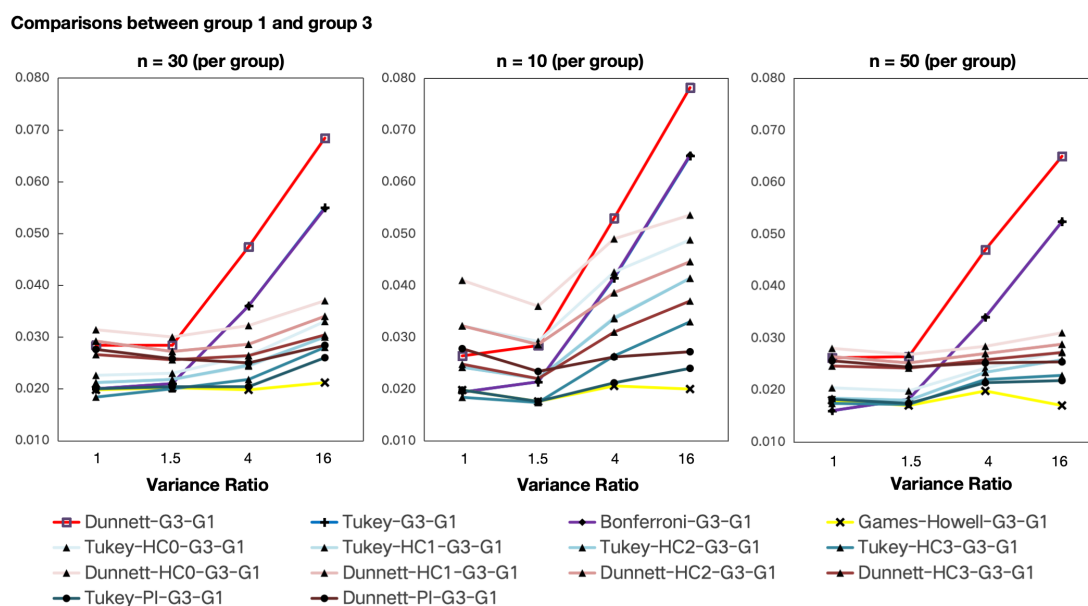 Comparisons between group 1 and group 3
n = 30 (per group)
0.080
0.070
0.060
0.050
0.040
0.030
0.020
0.010
1 1.5 4 16
Variance Ratio
n = 10 (per group)
0.080
0.070
0.060
0.050
0.040
0.030
0.020
0.010
1 1.5 4 16
Variance Ratio
n = 50 (per group)
0.080
0.070
0.060
0.050
0.040
0.030
0.020
0.010
1 1.5 4 16
Variance Ratio
Dunnett-G3-G1 Tukey-G3-G1 Bonferroni-G3-G1 Games-Howell-G3-G1
Tukey-HC0-G3-G1 Tukey-HC1-G3-G1 Tukey-HC2-G3-G1 Tukey-HC3-G3-G1
Dunnett-HC0-G3-G1 Dunnett-HC1-G3-G1 Dunnett-HC2-G3-G1 Dunnett-HC3-G3-G1
Tukey-PI-G3-G1 Dunnett-PI-G3-G1